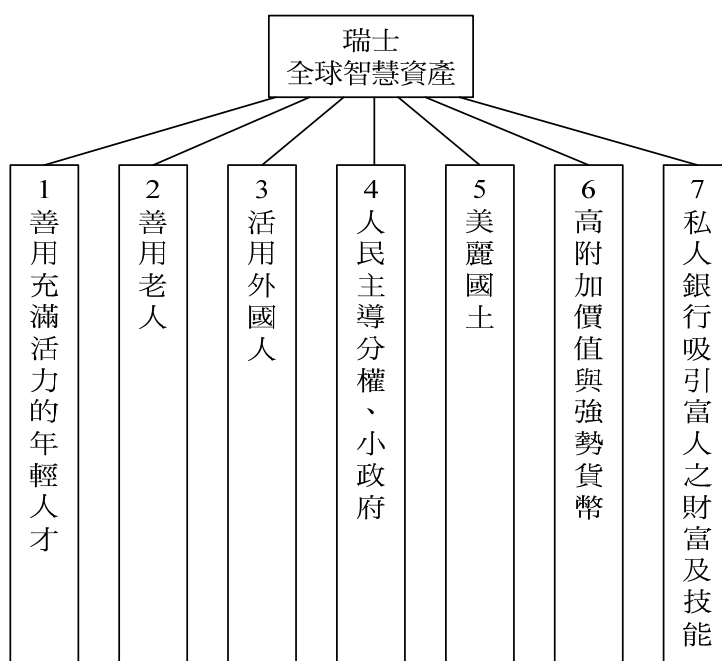 瑞士
全球智慧資產
1
善用充滿活力的年輕人才
2
善用老人
3
活用外國人
4
人民主導分權、小政府
5
美麗國土
6
高附加價值與強勢貨幣
7
私人銀行吸引富人之財富及技能